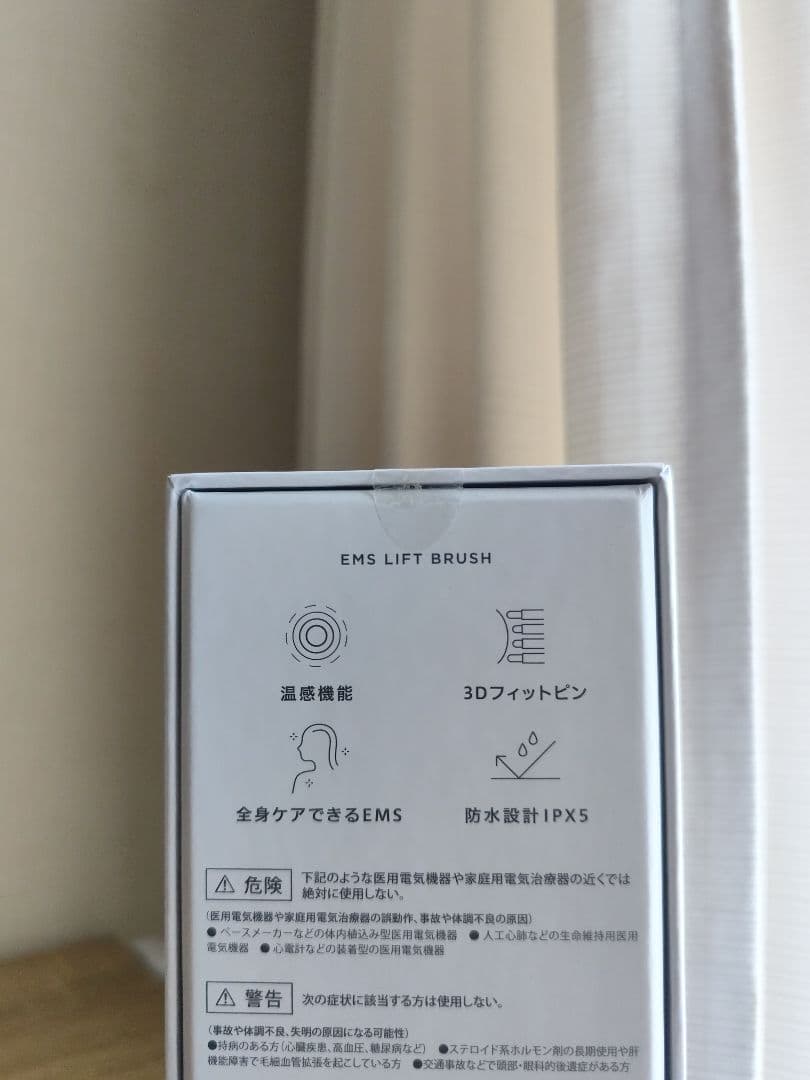 EMS LIFT BRUSH
温感機能
3Dフィットピン
全身ケアできるEMS
防水設計IPX5
危険 下記のような医用電気機器や家庭用電気治療器の近くでは
絶対に使用しない。
(医用電気機器や家庭用電気治療器の誤動作、事故や体調不良の原因)
●ペースメーカーなどの体内植込み型医用電気機器 ●人工心肺などの生命維持用医用
電気機器 ●心電計などの装着型の医用電気機器
警告 次の症状に該当する方は使用しない。
(事故や体調不良、失明の原因になる可能性)
●持病のある方(心臓疾患、高血圧、糖尿病など) ●ステロイド系ホルモン剤の長期使用や肝
機能障害で毛細血管拡張を起こしている方 ●交通事故などで頭部・眼科的後遺症がある方